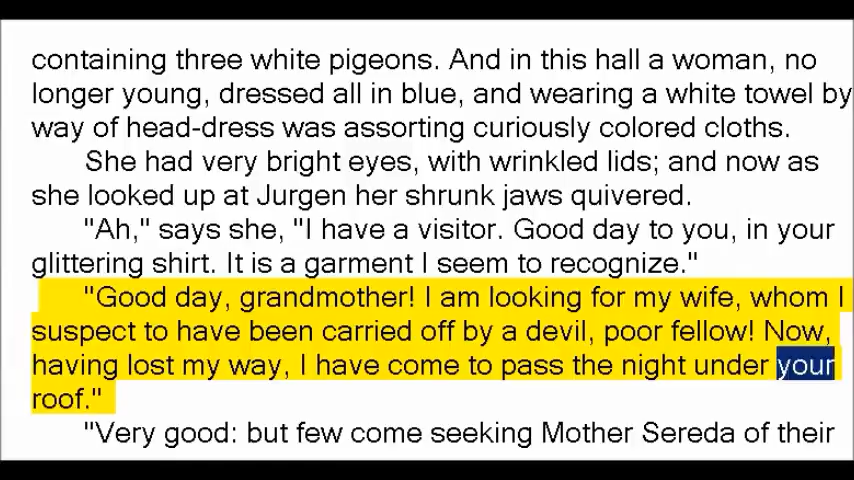 containing three white pigeons. And in this hall a woman, no
longer young, dressed all in blue, and wearing a white towel by
way of head-dress was assorting curiously colored cloths.
She had very bright eyes, with wrinkled lids; and now as
she looked up at Jurgen her shrunk jaws quivered.
"Ah," says she, "I have a visitor. Good day to you, in your
glittering shirt. It is a garment I seem to recognize."
"Good day, grandmother! I am looking for my wife, whom I
suspect to have been carried off by a devil, poor fellow! Now,
having lost my way, I have come to pass the night under your
roof."
"Very good: but few come seeking Mother Sereda of their